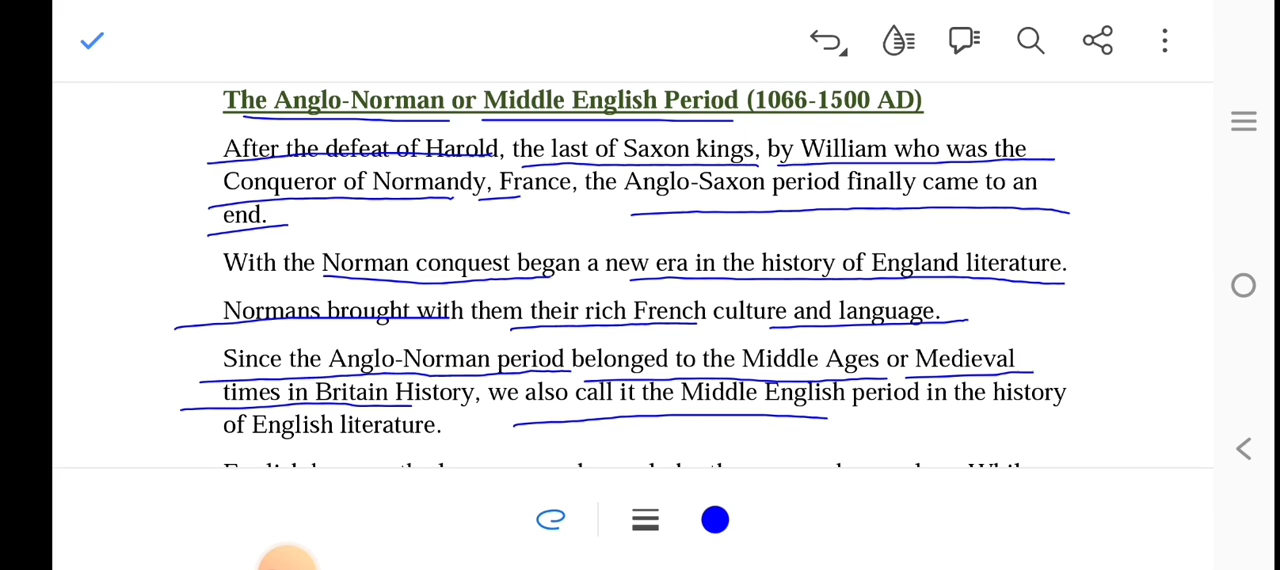 The Anglo-Norman or Middle English Period (1066-1500 AD)
After the defeat of Harold, the last of Saxon kings, by William who was the
Conqueror of Normandy, France, the Anglo-Saxon period finally came to an
end.
With the Norman conquest began a new era in the history of England literature.
Normans brought with them their rich French culture and language.
Since the Anglo-Norman period belonged to the Middle Ages or Medieval
times in Britain History, we also call it the Middle English period in the history
of English literature.